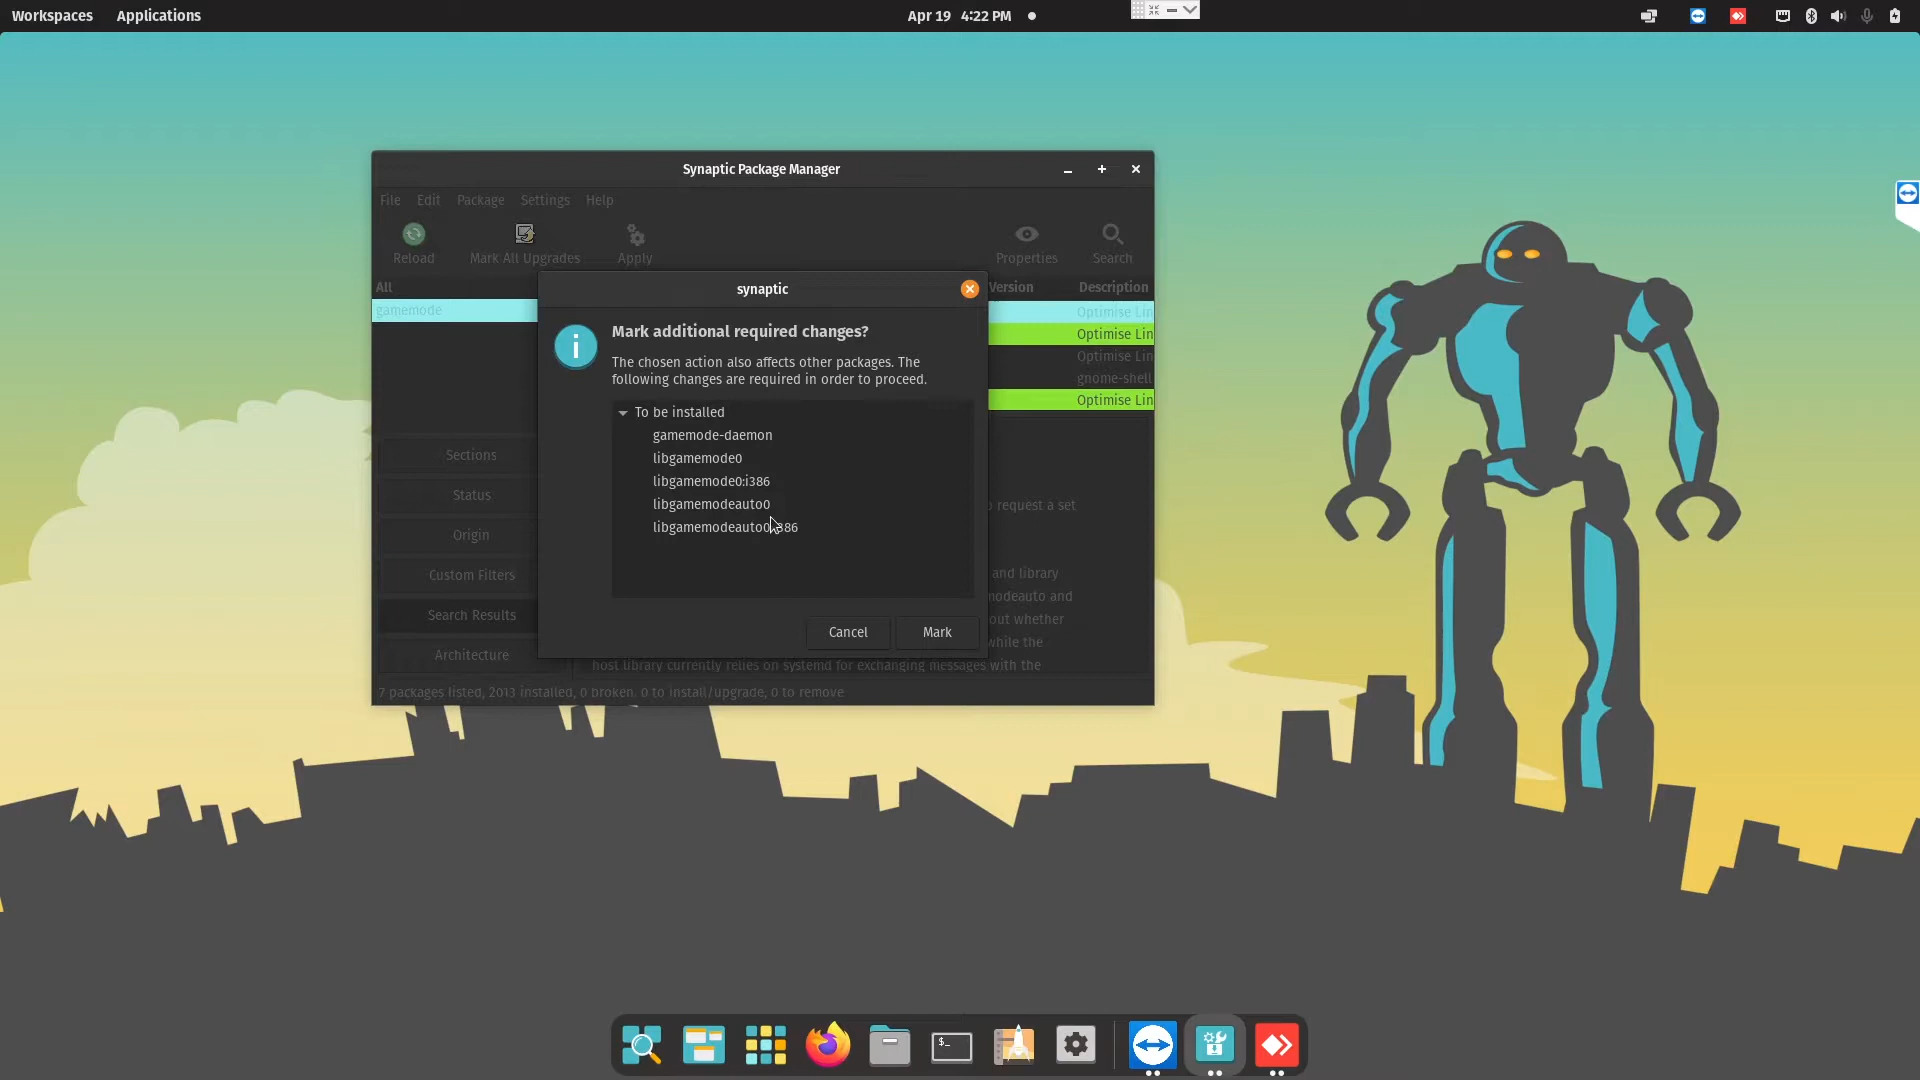 Workspaces Applications Apr 19 4:22 PM
Synaptic Package Manager
File Edit Package Settings Help
Reload Mark All Upgrades Apply Properties Search
All Version Description
gamemode
Optimise Lin
Optimise Lin
Optimise Lin
gnome-shell
Optimise Lin
synaptic
Mark additional required changes?
The chosen action also affects other packages. The
following changes are required in order to proceed.
To be installed
gamemode-daemon
libgamemode0
libgamemode0:i386
libgamemodeauto0
Cancel Mark
Sections
Status
Origin
Custom Filters
Search Results
Architecture
request a set
and library
modeauto and
out whether
while the
host library currently relies on systemd for exchanging messages with the
7 packages listed, 2013 installed, 0 broken. 0 to install/upgrade, 0 to remove